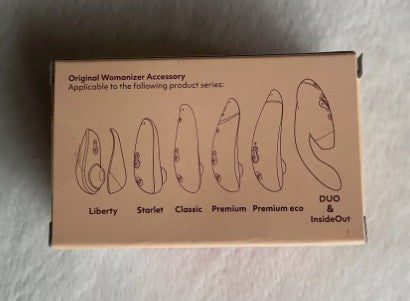 Original Womanizer Accessory
Applicable to the following product series:
Liberty
Starlet
Classic
Premium
Premium eco
DUO
&
InsideOut